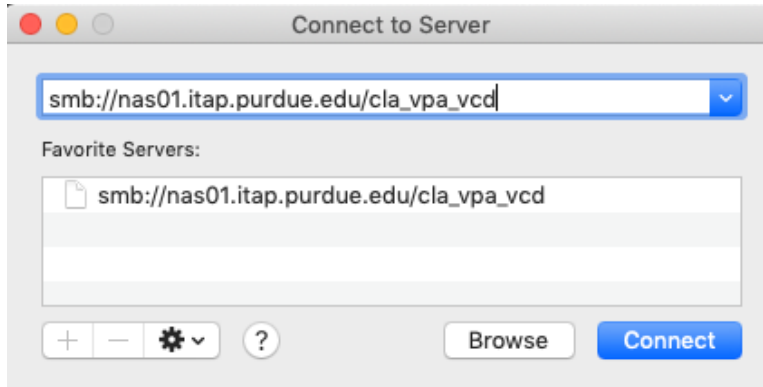 Connect to Server
smb://nas01.itap.purdue.edu/cla_vpa_vcd
Favorite Servers:
smb://nas01.itap.purdue.edu/cla_vpa_vcd
+ − ? Browse Connect